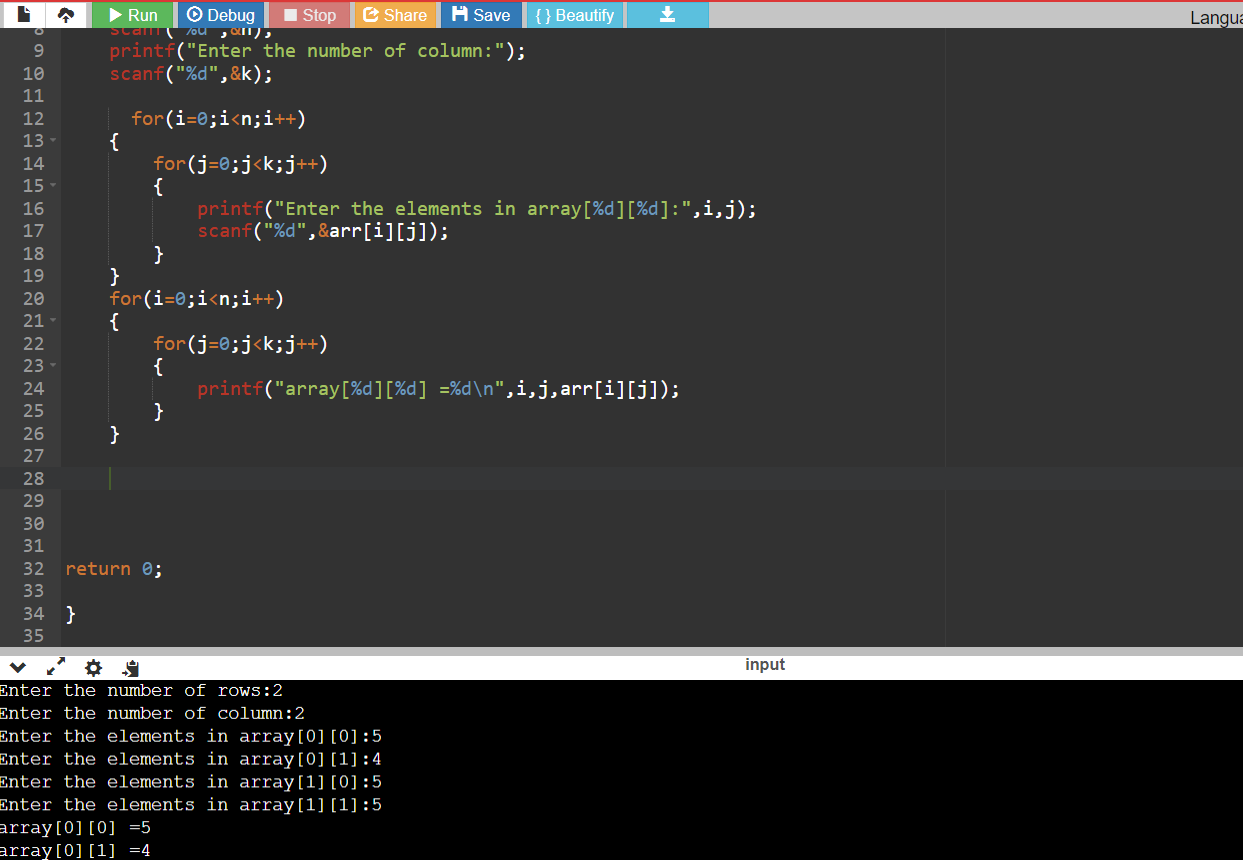 Run Debug Stop Share Save { } Beautify
Langua
8 scanf("%d",&n);
9 printf("Enter the number of column:");
10 scanf("%d",&k);
11
12 for(i=0;i<n;i++)
13 {
14 for(j=0;j<k;j++)
15 {
16 printf("Enter the elements in array[%d][%d]:",i,j);
17 scanf("%d",&arr[i][j]);
18 }
19 }
20 for(i=0;i<n;i++)
21 {
22 for(j=0;j<k;j++)
23 {
24 printf("array[%d][%d] =%d\n",i,j,arr[i][j]);
25 }
26 }
27
28
29
30
31
32 return 0;
33
34 }
35
input
Enter the number of rows:2
Enter the number of column:2
Enter the elements in array[0][0]:5
Enter the elements in array[0][1]:4
Enter the elements in array[1][0]:5
Enter the elements in array[1][1]:5
array[0][0] =5
array[0][1] =4